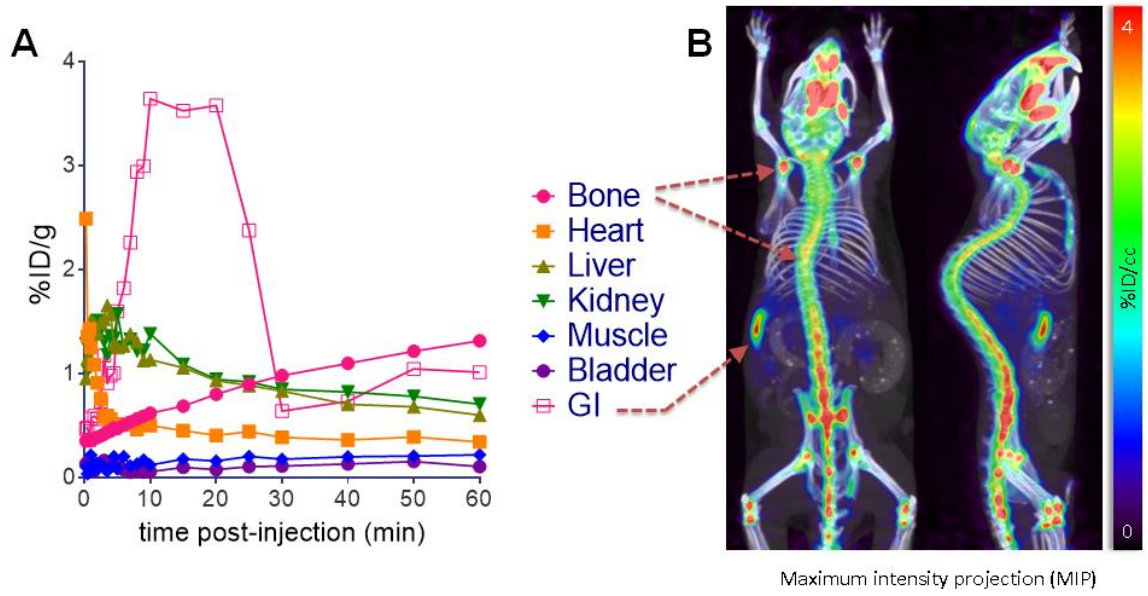 A
4
3
2
1
0
%ID/g
0
10
20
30
40
50
60
time post-injection (min)
Bone
Heart
Liver
Kidney
Muscle
Bladder
GI
B
4
%ID/cc
0
Maximum intensity projection (MIP)